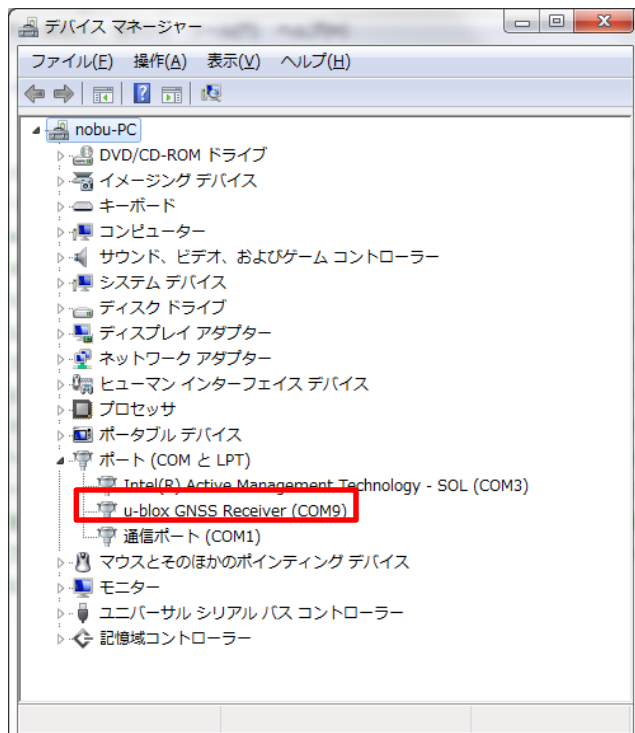 デバイス マネージャー
ファイル(F) 操作(A) 表示(V) ヘルプ(H)
nobu-PC
DVD/CD-ROM ドライブ
イメージング デバイス
キーボード
コンピューター
サウンド、ビデオ、およびゲーム コントローラー
システム デバイス
ディスク ドライブ
ディスプレイ アダプター
ネットワーク アダプター
ヒューマン インターフェイス デバイス
プロセッサ
ポータブル デバイス
ポート (COM と LPT)
Intel(R) Active Management Technology - SOL (COM3)
u-blox GNSS Receiver (COM9)
通信ポート (COM1)
マウスとそのほかのポインティング デバイス
モニター
ユニバーサル シリアル バス コントローラー
記憶域コントローラー